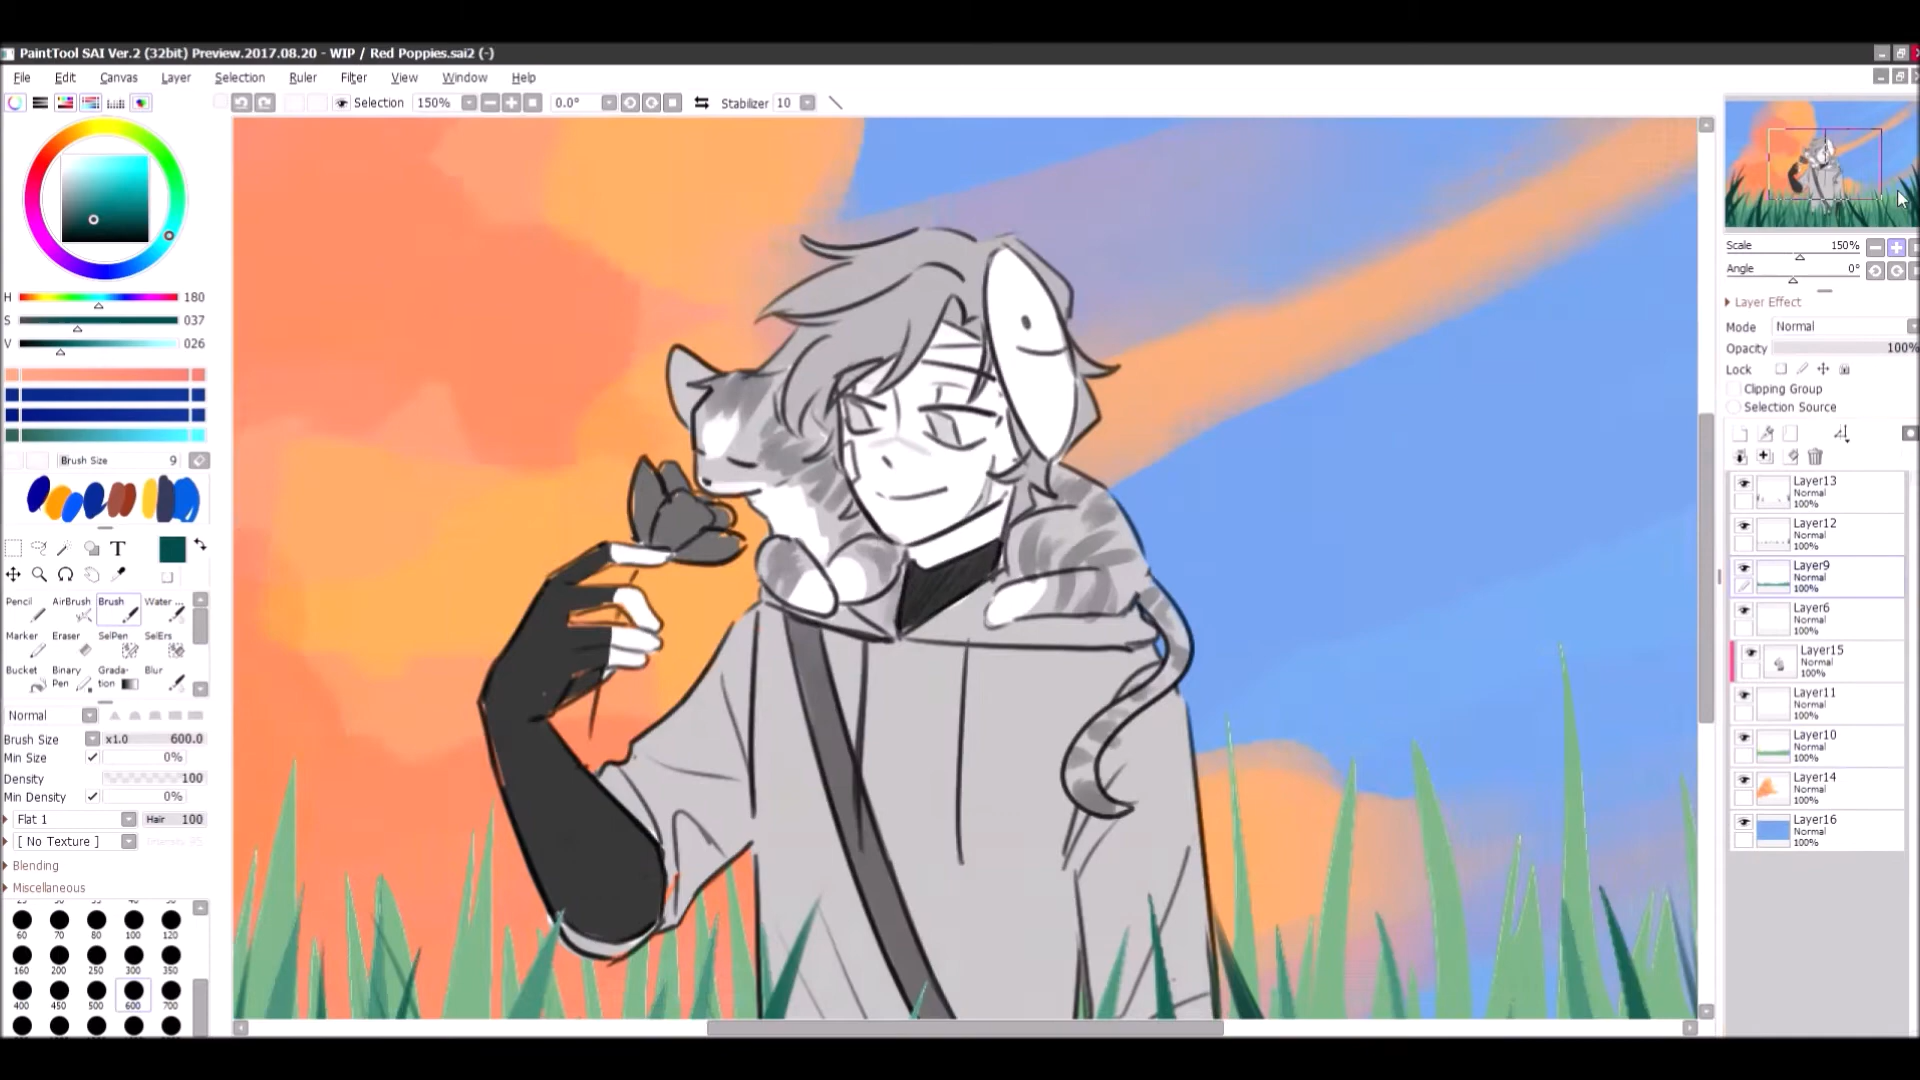 PaintTool SAI Ver.2 (32bit) Preview.2017.08.20 - WIP / Red Poppies.sai2 (-)
File Edit Canvas Layer Selection Ruler Filter View Window Help
Selection 150% 0.0° Stabilizer 10
H 180
S 037
V 026
Brush Size 9
T
Pencil AirBrush Brush Water ...
Marker Eraser SelPen SelErs
Bucket Binary Pen Grada-tion Blur
Normal
Brush Size x1.0 600.0
Min Size 0%
Density 100
Min Density 0%
Flat 1 Hair 100
[ No Texture ]
Blending
Miscellaneous
60 70 80 100 120
160 200 250 300 350
400 450 500 600 700
Scale 150%
Angle 0°
Layer Effect
Mode Normal
Opacity 100%
Lock
Clipping Group
Selection Source
Layer13
Normal
100%
Layer12
Normal
100%
Layer9
Normal
100%
Layer6
Normal
100%
Layer15
Normal
100%
Layer11
Normal
100%
Layer10
Normal
100%
Layer14
Normal
100%
Layer16
Normal
100%